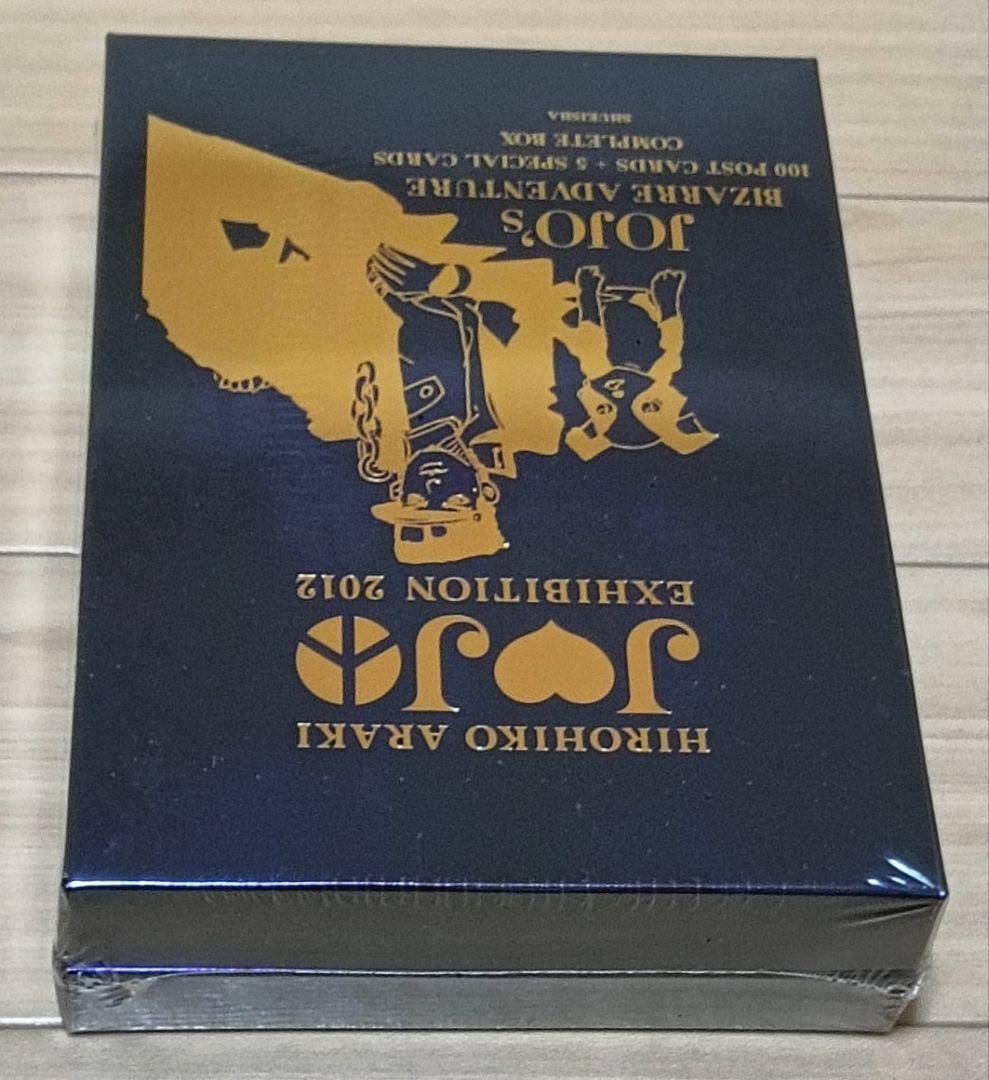 HIROHIKO ARAKI
JOJO
EXHIBITION 2012
JOJO's
BIZARRE ADVENTURE
100 POST CARDS + 5 SPECIAL CARDS
COMPLETE BOX
SHUEISHA